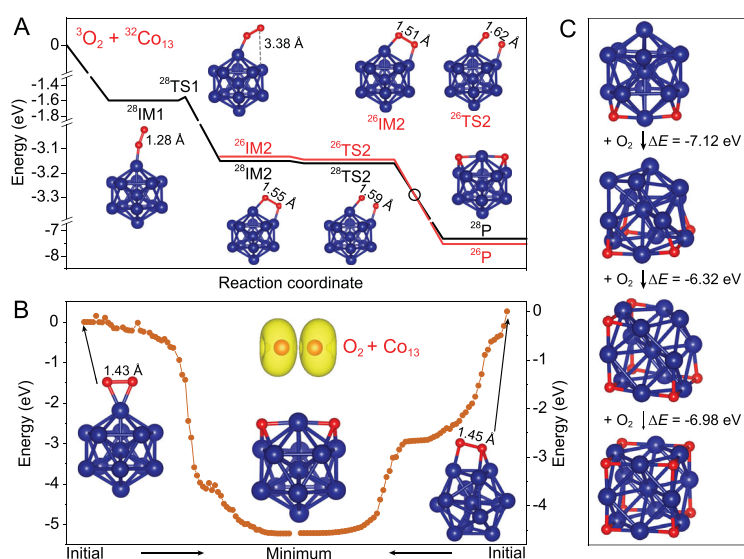 A
³O₂ + ³²Co₁₃
0
-1.4
-1.6
-3.1
-3.3
-7
-8
Energy (eV)
Reaction coordinate
²⁸IM1
²⁸TS1
1.28 Å
3.38 Å
²⁶IM2
²⁸IM2
²⁶TS2
²⁸TS2
1.51 Å
²⁶IM2
1.62 Å
²⁶TS2
1.55 Å
1.59 Å
²⁸P
²⁶P
B
0
-1
-2
-3
-4
-5
Energy (eV)
0
-1
-2
-3
-4
Energy (eV)
O₂ + Co₁₃
1.43 Å
1.45 Å
Initial
Minimum
Initial
C
+ O₂
ΔE = -7.12 eV
+ O₂
ΔE = -6.32 eV
+ O₂
ΔE = -6.98 eV